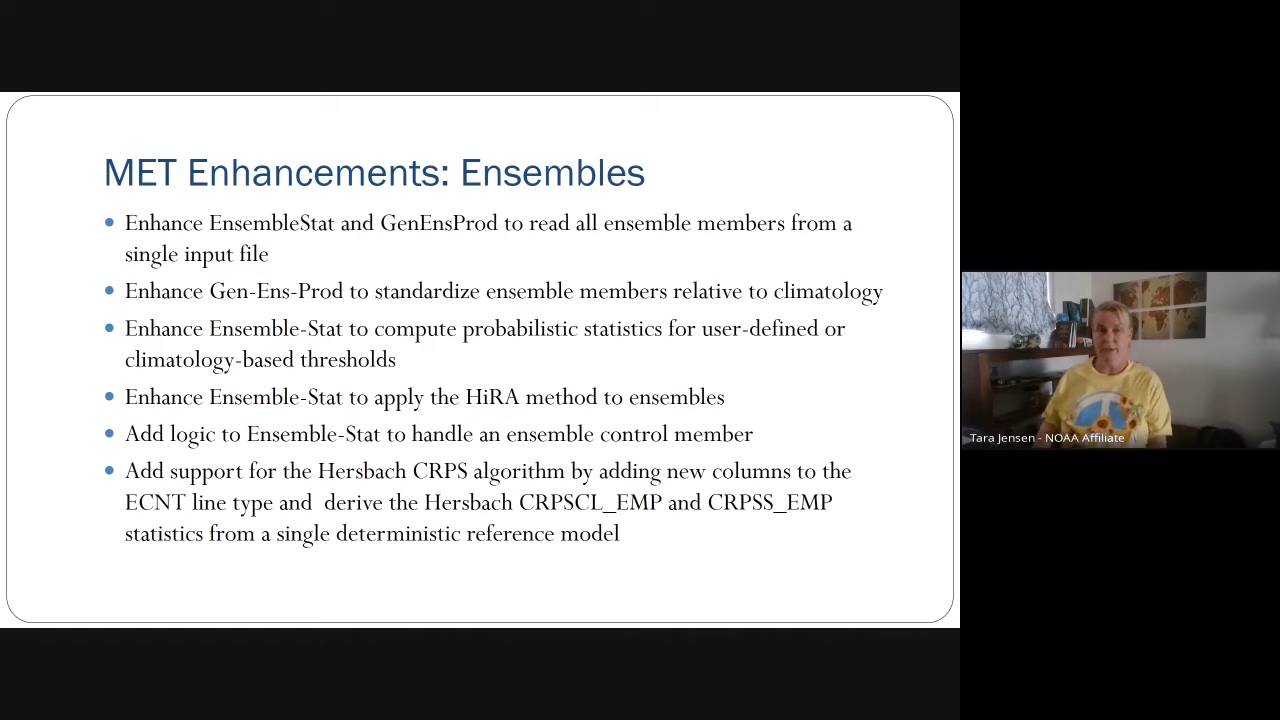 MET Enhancements: Ensembles
• Enhance EnsembleStat and GenEnsProd to read all ensemble members from a
single input file
• Enhance Gen-Ens-Prod to standardize ensemble members relative to climatology
• Enhance Ensemble-Stat to compute probabilistic statistics for user-defined or
climatology-based thresholds
• Enhance Ensemble-Stat to apply the HiRA method to ensembles
• Add logic to Ensemble-Stat to handle an ensemble control member
• Add support for the Hersbach CRPS algorithm by adding new columns to the
ECNT line type and  derive the Hersbach CRPSCL_EMP and CRPSS_EMP
statistics from a single deterministic reference model
Tara Jensen - NOAA Affiliate